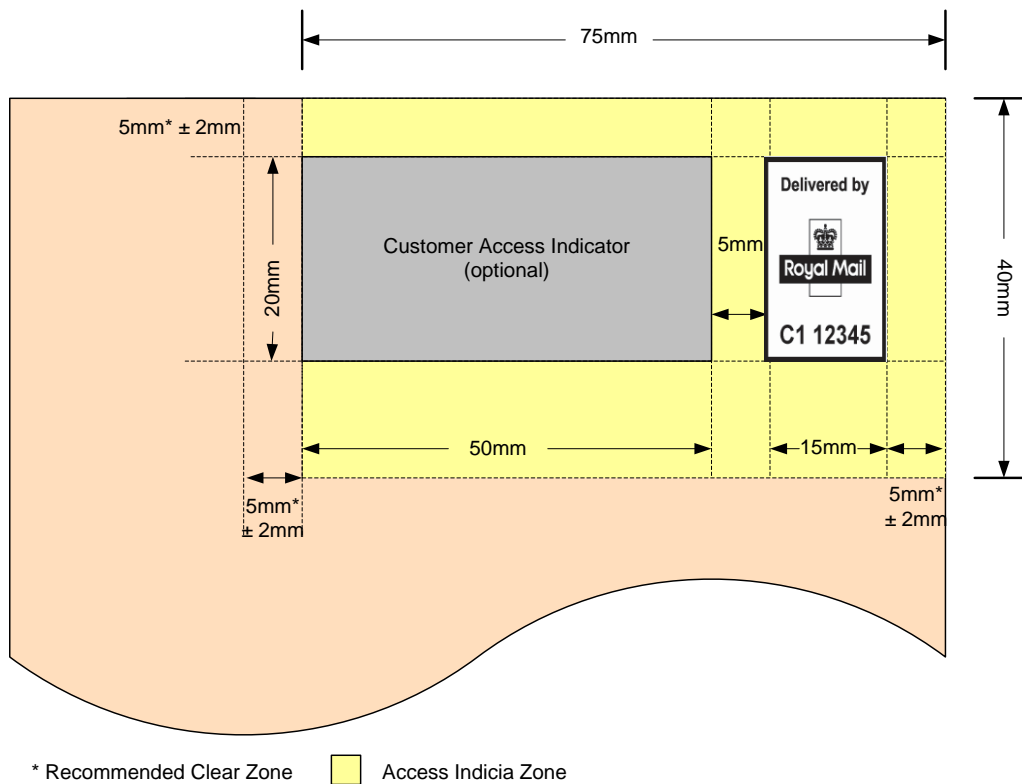 75mm
5mm* ± 2mm
Delivered by
Royal Mail
C1 12345
Customer Access Indicator
(optional)
5mm
20mm
40mm
50mm
15mm
5mm*
± 2mm
5mm*
± 2mm
* Recommended Clear Zone
Access Indicia Zone